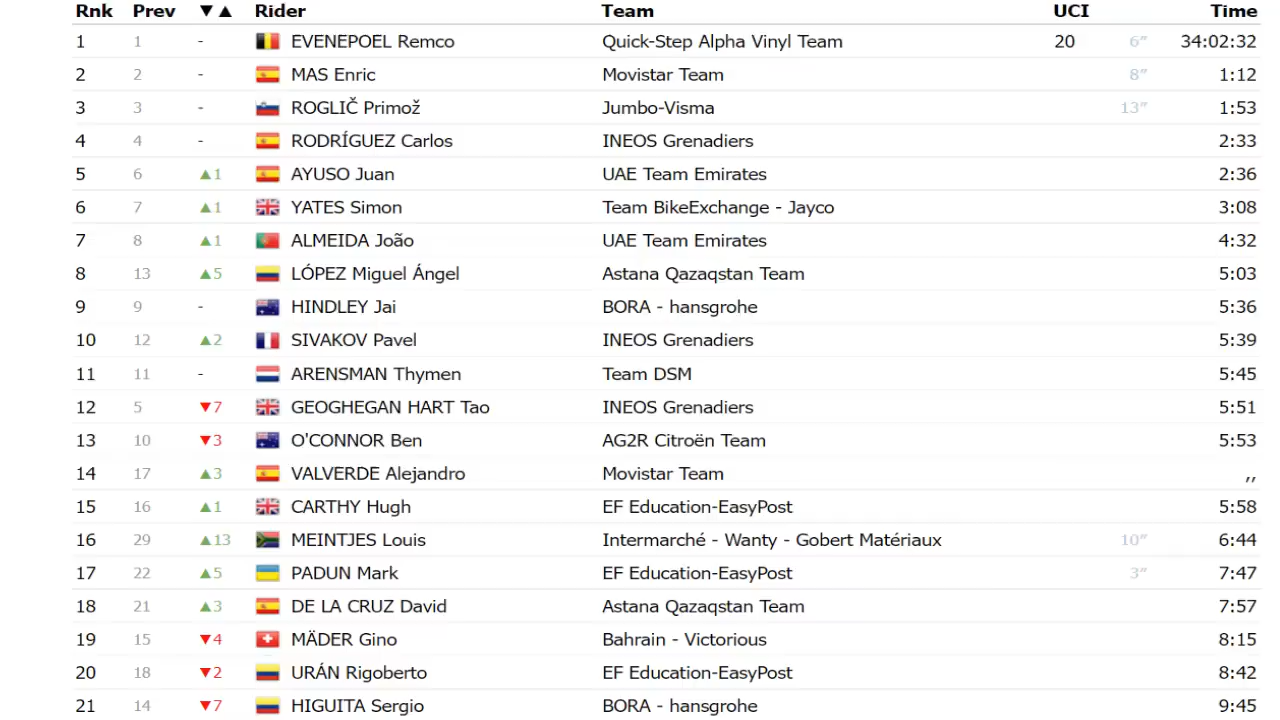 Rnk Prev ▼▲ Rider Team UCI Time
1 1 - EVENEPOEL Remco Quick-Step Alpha Vinyl Team 20 6″ 34:02:32
2 2 - MAS Enric Movistar Team 8″ 1:12
3 3 - ROGLIČ Primož Jumbo-Visma 13″ 1:53
4 4 - RODRÍGUEZ Carlos INEOS Grenadiers 2:33
5 6 ▲1 AYUSO Juan UAE Team Emirates 2:36
6 7 ▲1 YATES Simon Team BikeExchange - Jayco 3:08
7 8 ▲1 ALMEIDA João UAE Team Emirates 4:32
8 13 ▲5 LÓPEZ Miguel Ángel Astana Qazaqstan Team 5:03
9 9 - HINDLEY Jai BORA - hansgrohe 5:36
10 12 ▲2 SIVAKOV Pavel INEOS Grenadiers 5:39
11 11 - ARENSMAN Thymen Team DSM 5:45
12 5 ▼7 GEOGHEGAN HART Tao INEOS Grenadiers 5:51
13 10 ▼3 O'CONNOR Ben AG2R Citroën Team 5:53
14 17 ▲3 VALVERDE Alejandro Movistar Team ,,
15 16 ▲1 CARTHY Hugh EF Education-EasyPost 5:58
16 29 ▲13 MEINTJES Louis Intermarché - Wanty - Gobert Matériaux 10″ 6:44
17 22 ▲5 PADUN Mark EF Education-EasyPost 3″ 7:47
18 21 ▲3 DE LA CRUZ David Astana Qazaqstan Team 7:57
19 15 ▼4 MÄDER Gino Bahrain - Victorious 8:15
20 18 ▼2 URÁN Rigoberto EF Education-EasyPost 8:42
21 14 ▼7 HIGUITA Sergio BORA - hansgrohe 9:45